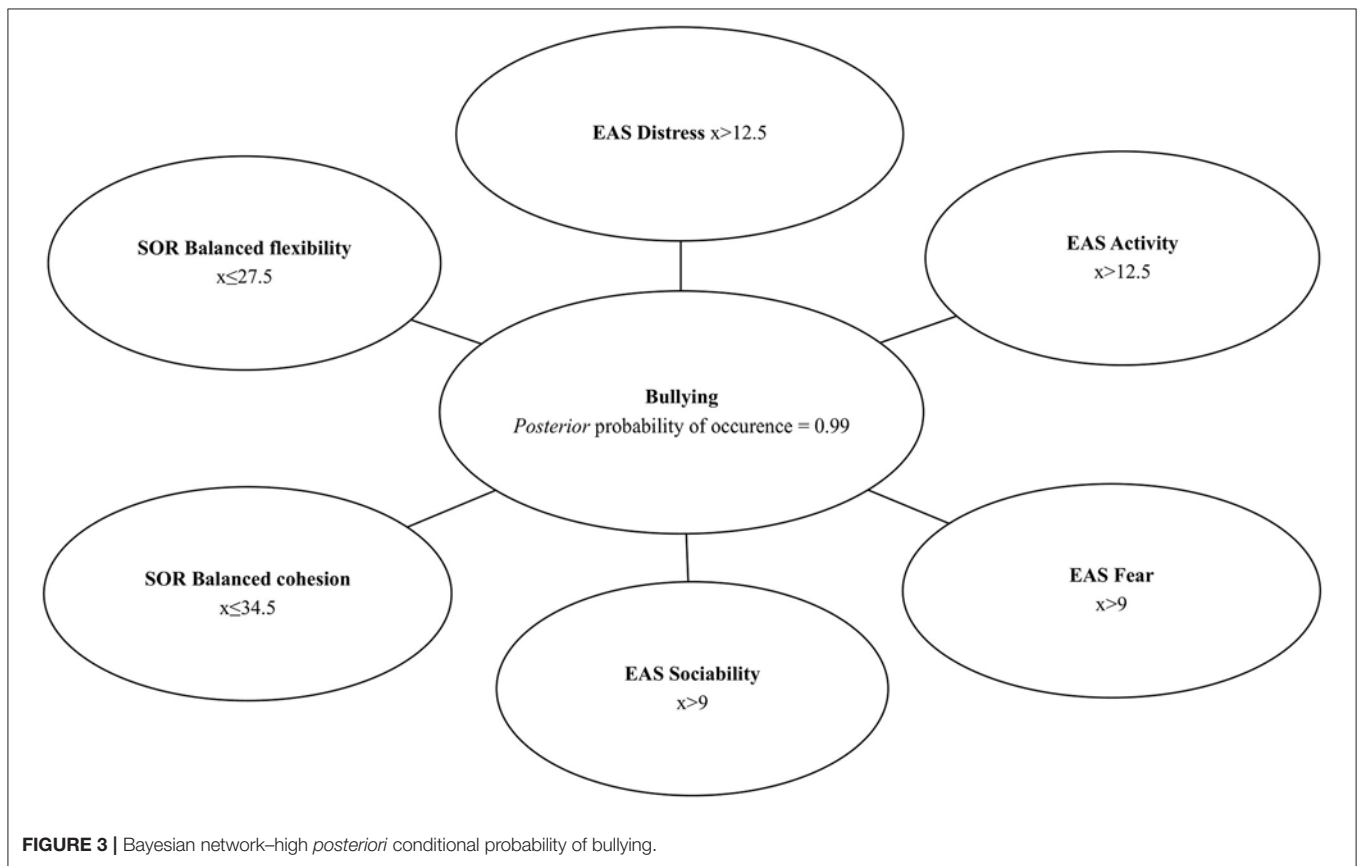 EAS Distress x>12.5
SOR Balanced flexibility
x≤27.5
EAS Activity
x>12.5
Bullying
Posterior probability of occurence = 0.99
SOR Balanced cohesion
x≤34.5
EAS Fear
x>9
EAS Sociability
x>9
FIGURE 3 | Bayesian network–high posteriori conditional probability of bullying.